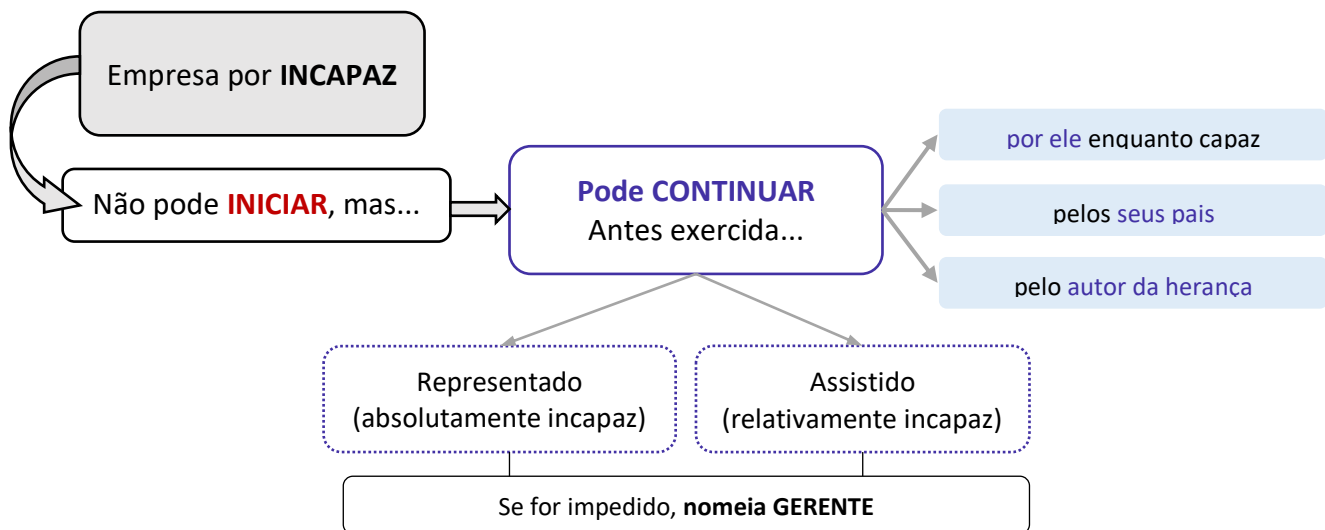 Empresa por INCAPAZ
Não pode INICIAR, mas...
Pode CONTINUAR
Antes exercida...
por ele enquanto capaz
pelos seus pais
pelo autor da herança
Representado
(absolutamente incapaz)
Assistido
(relativamente incapaz)
Se for impedido, nomeia GERENTE